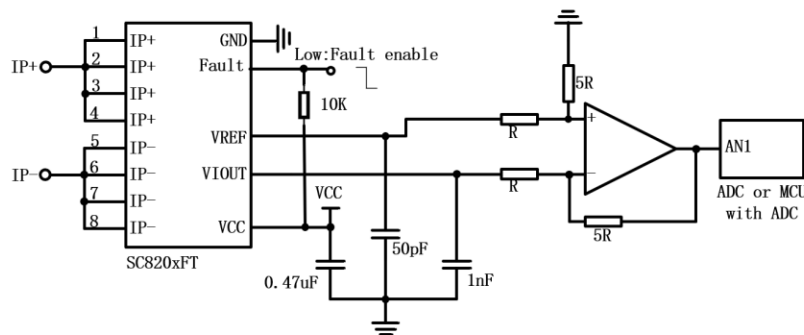 IP+
IP-
1
2
3
4
5
6
7
8
IP+
IP+
IP+
IP+
IP-
IP-
IP-
IP-
GND
Fault
VREF
VIOUT
VCC
SC820xFT
Low:Fault enable
10K
VCC
0.47uF
50pF
1nF
R
R
5R
5R
+
-
AN1
ADC or MCU
with ADC